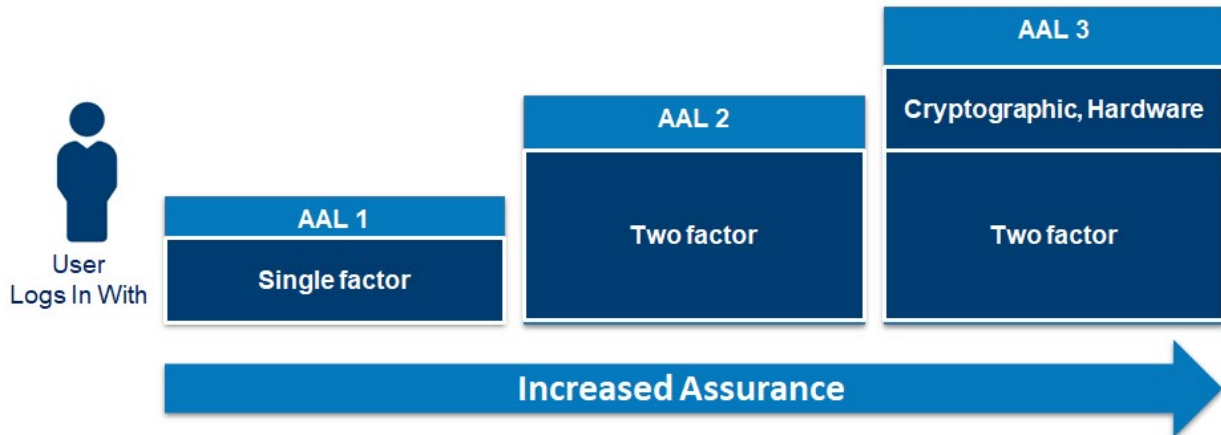 User
Logs In With
AAL 1
Single factor
AAL 2
Two factor
AAL 3
Cryptographic, Hardware
Two factor
Increased Assurance